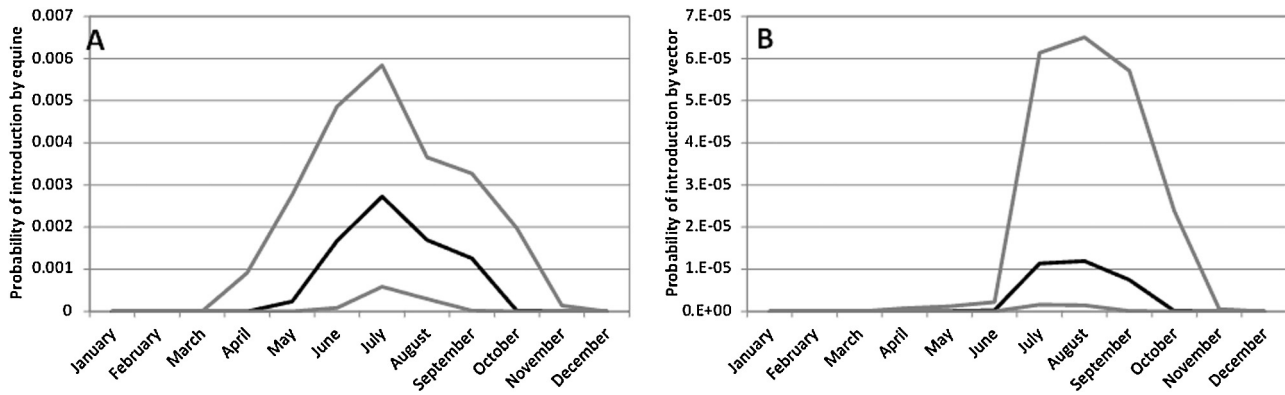 A
Probability of introduction by equine
0.007
0.006
0.005
0.004
0.003
0.002
0.001
0
January
February
March
April
May
June
July
August
September
October
November
December
B
Probability of introduction by vector
7.E-05
6.E-05
5.E-05
4.E-05
3.E-05
2.E-05
1.E-05
0.E+00
January
February
March
April
May
June
July
August
September
October
November
December